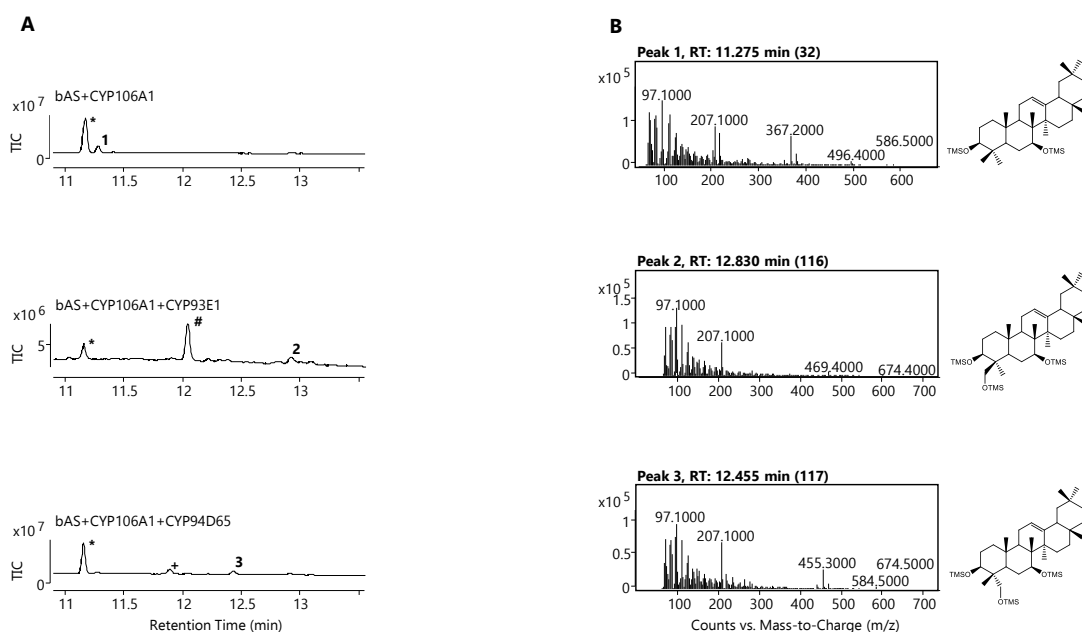 A
bAS+CYP106A1
x10⁷
TIC
0
*
1
11 11.5 12 12.5 13
bAS+CYP106A1+CYP93E1
x10⁶
TIC
5
*
#
2
11 11.5 12 12.5 13
bAS+CYP106A1+CYP94D65
x10⁷
TIC
0
*
+
3
11 11.5 12 12.5 13
Retention Time (min)
B
Peak 1, RT: 11.275 min (32)
x10⁵
1
0
97.1000
207.1000
367.2000
496.4000
586.5000
100 200 300 400 500 600
TMSO
OTMS
Peak 2, RT: 12.830 min (116)
x10⁵
1.5
1
0.5
0
97.1000
207.1000
469.4000
674.4000
100 200 300 400 500 600 700
TMSO
OTMS
OTMS
Peak 3, RT: 12.455 min (117)
x10⁵
1
0.5
0
97.1000
207.1000
455.3000
584.5000
674.5000
100 200 300 400 500 600 700
Counts vs. Mass-to-Charge (m/z)
TMSO
OTMS
OTMS